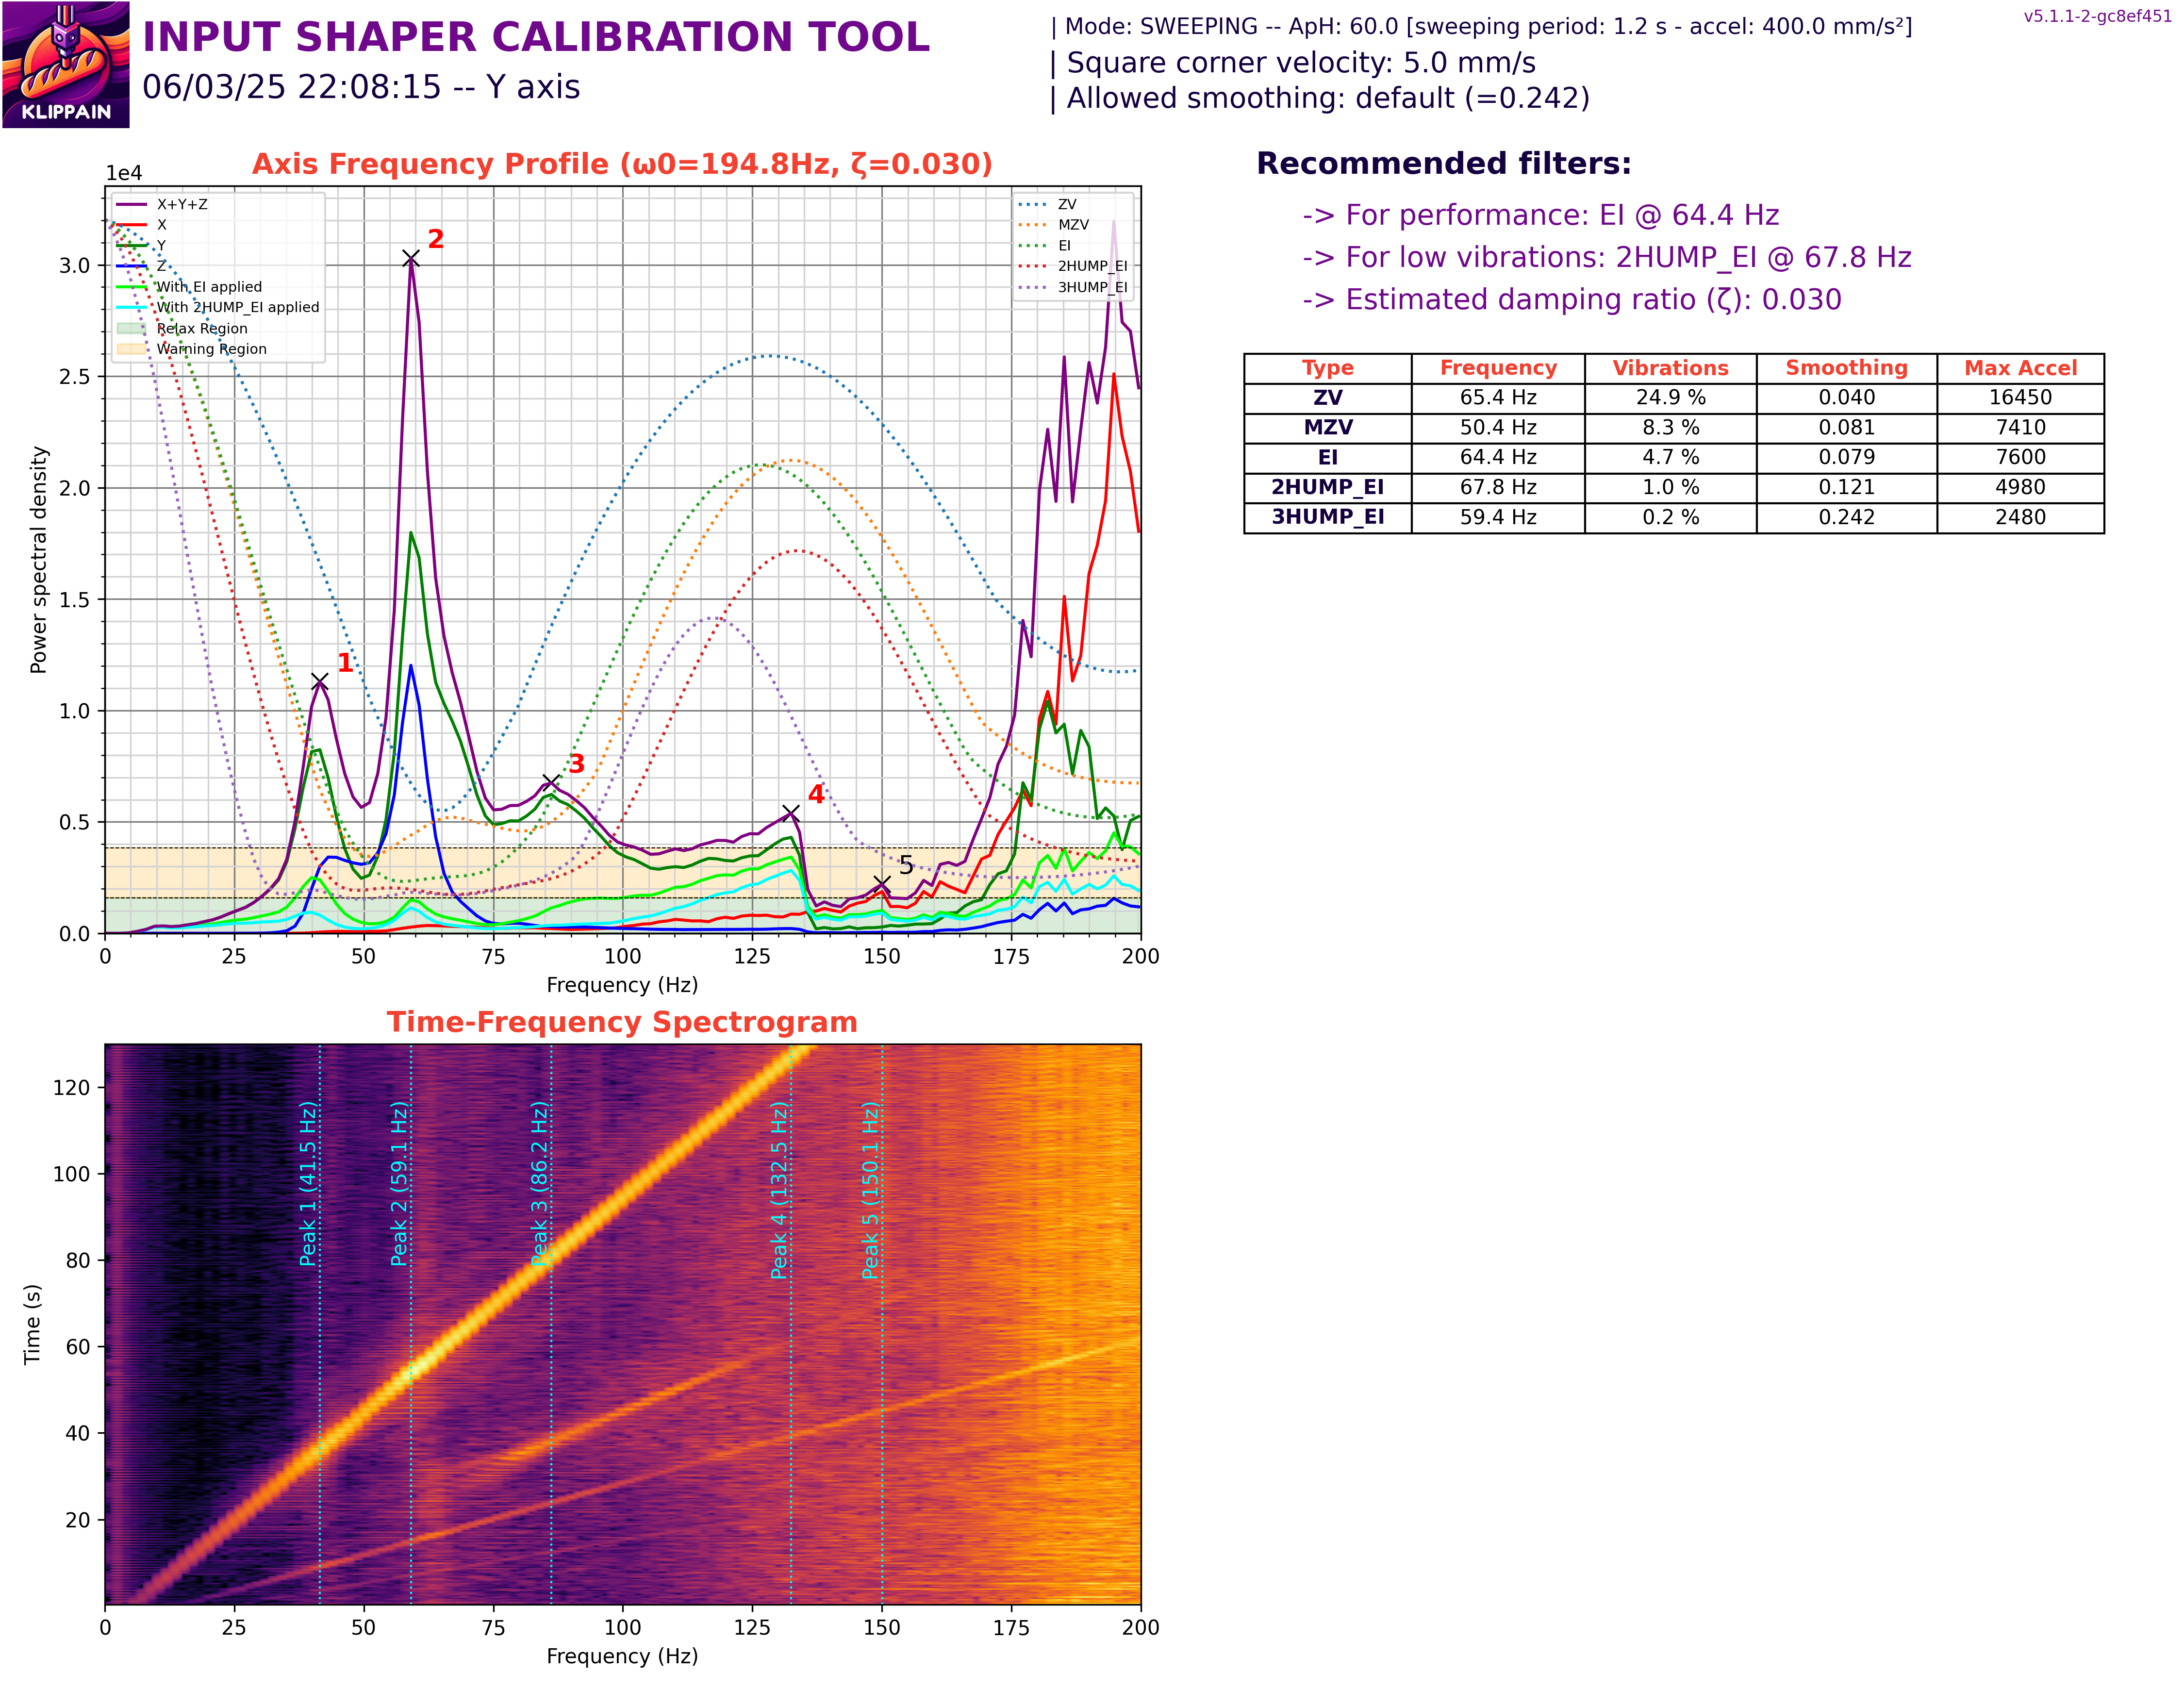 KLIPPAIN
INPUT SHAPER CALIBRATION TOOL
06/03/25 22:08:15 -- Y axis
| Mode: SWEEPING -- ApH: 60.0 [sweeping period: 1.2 s - accel: 400.0 mm/s²]
| Square corner velocity: 5.0 mm/s
| Allowed smoothing: default (=0.242)
v5.1.1-2-gc8ef451
Axis Frequency Profile (ω0=194.8Hz, ζ=0.030)
1e4
X+Y+Z
X
Y
Z
With EI applied
With 2HUMP_EI applied
Relax Region
Warning Region
ZV
MZV
EI
2HUMP_EI
3HUMP_EI
1
2
3
4
5
Power spectral density
3.0
2.5
2.0
1.5
1.0
0.5
0.0
0 25 50 75 100 125 150 175 200
Frequency (Hz)
Recommended filters:
-> For performance: EI @ 64.4 Hz
-> For low vibrations: 2HUMP_EI @ 67.8 Hz
-> Estimated damping ratio (ζ): 0.030
Type Frequency Vibrations Smoothing Max Accel
ZV 65.4 Hz 24.9 % 0.040 16450
MZV 50.4 Hz 8.3 % 0.081 7410
EI 64.4 Hz 4.7 % 0.079 7600
2HUMP_EI 67.8 Hz 1.0 % 0.121 4980
3HUMP_EI 59.4 Hz 0.2 % 0.242 2480
Time-Frequency Spectrogram
Time (s)
120
100
80
60
40
20
Peak 1 (41.5 Hz)
Peak 2 (59.1 Hz)
Peak 3 (86.2 Hz)
Peak 4 (132.5 Hz)
Peak 5 (150.1 Hz)
0 25 50 75 100 125 150 175 200
Frequency (Hz)